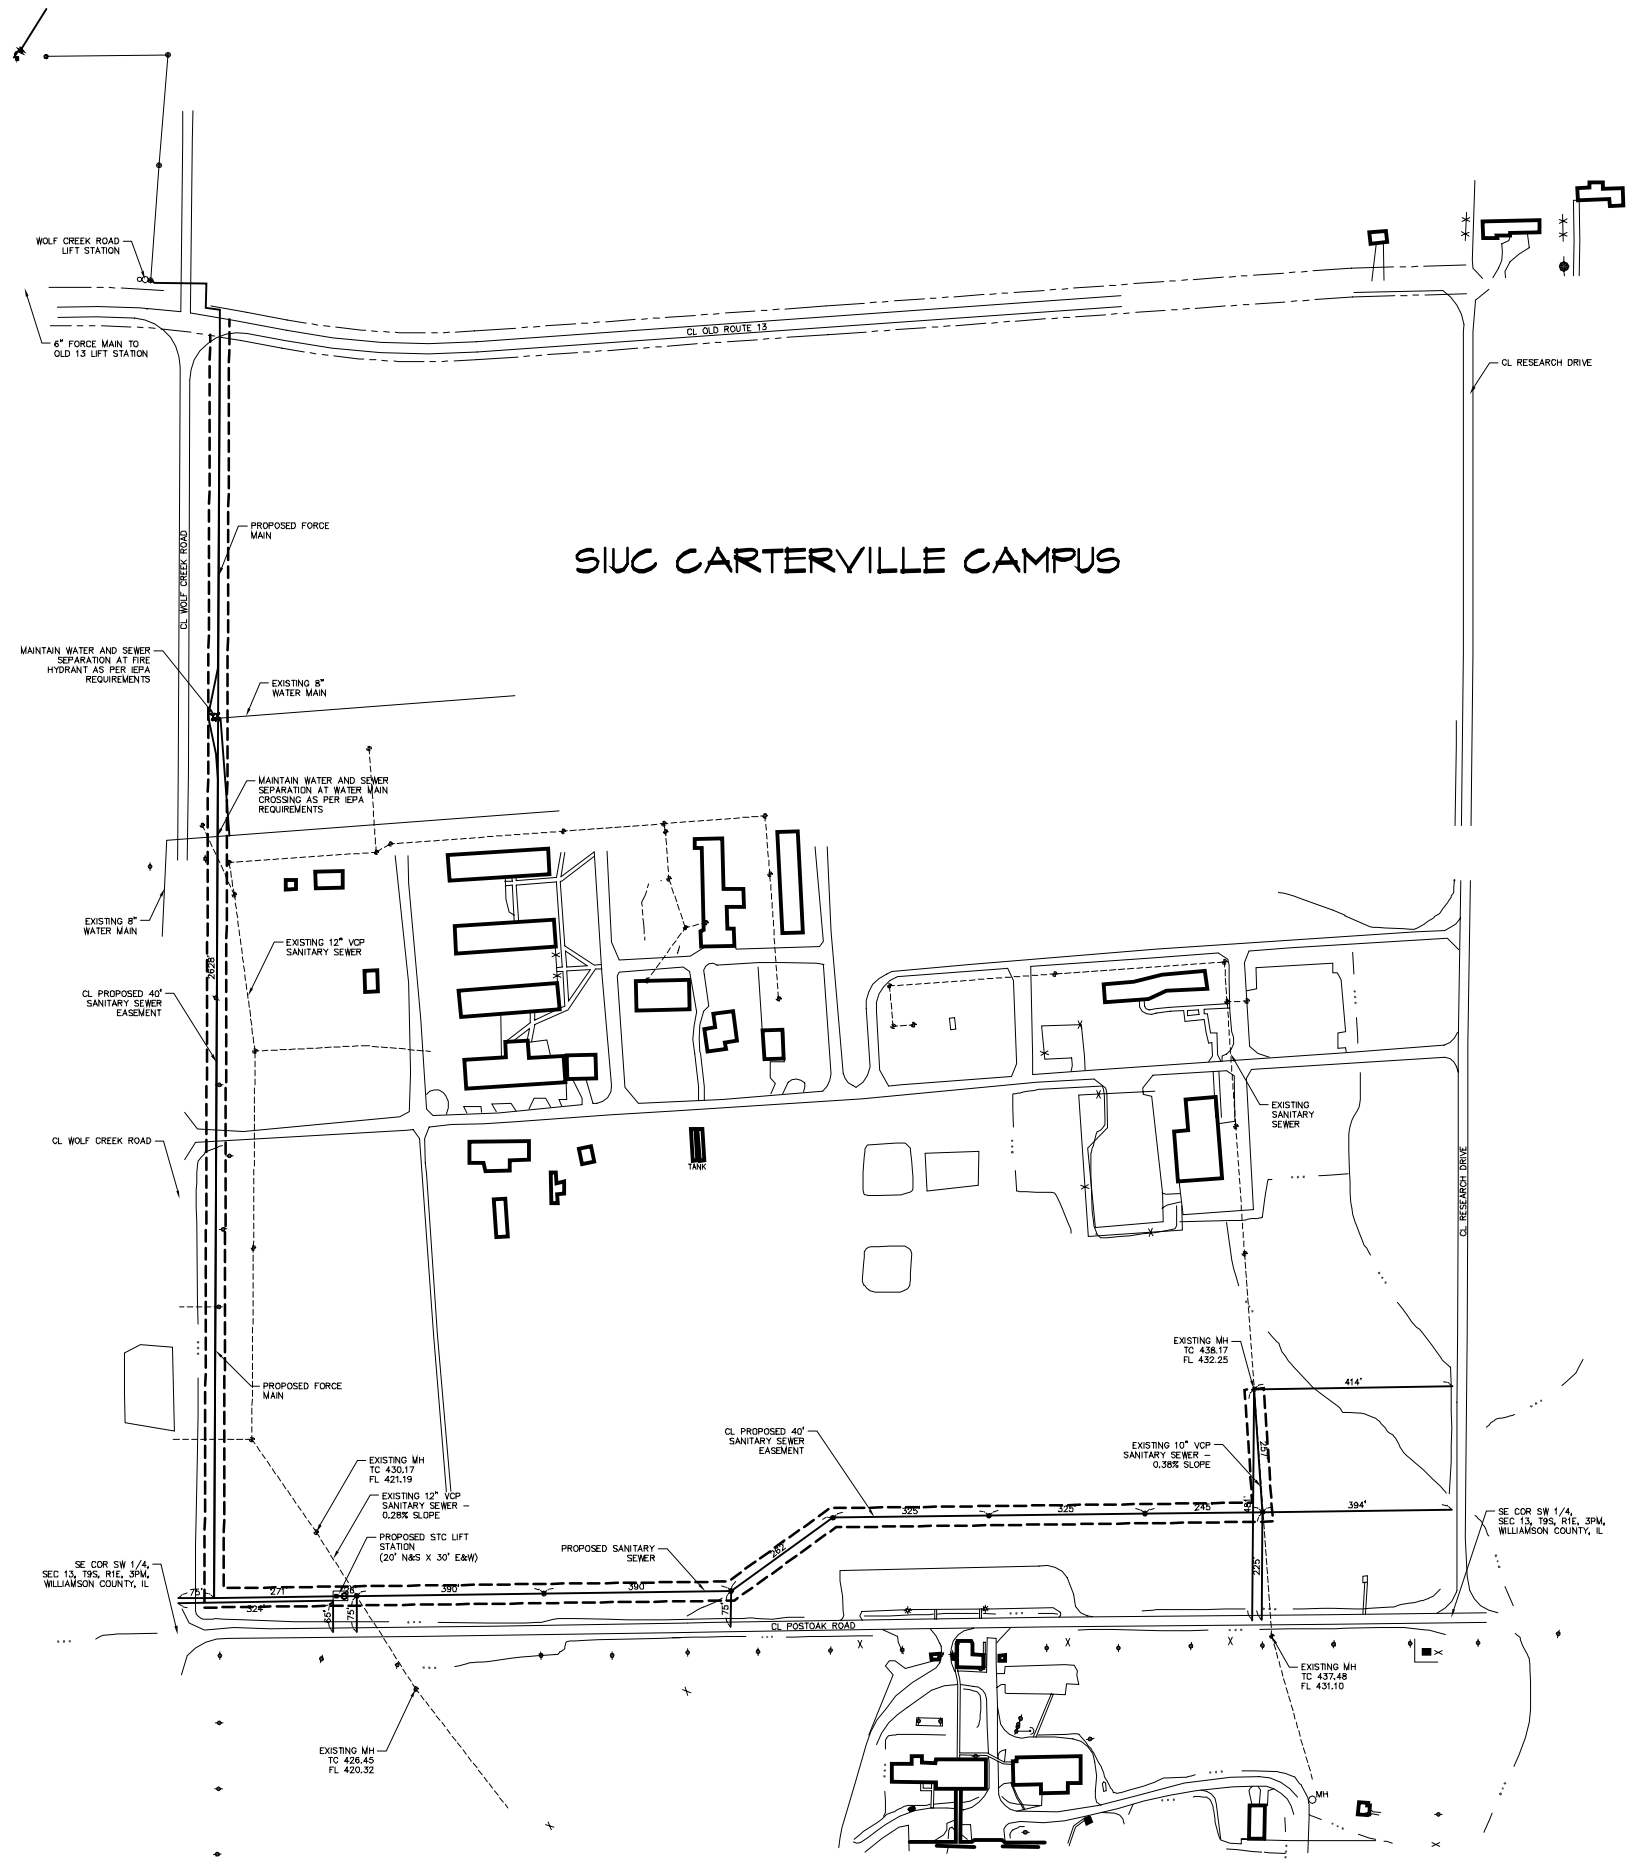 WOLF CREEK ROAD
LIFT STATION
6" FORCE MAIN TO
OLD 13 LIFT STATION
CL OLD ROUTE 13
CL RESEARCH DRIVE
CL WOLF CREEK ROAD
PROPOSED FORCE
MAIN
SIUC CARTERVILLE CAMPUS
MAINTAIN WATER AND SEWER
SEPARATION AT FIRE
HYDRANT AS PER IEPA
REQUIREMENTS
EXISTING 8"
WATER MAIN
MAINTAIN WATER AND SEWER
SEPARATION AT WATER MAIN
CROSSING AS PER IEPA
REQUIREMENTS
EXISTING 8"
WATER MAIN
EXISTING 12" VCP
SANITARY SEWER
2628'
CL PROPOSED 40'
SANITARY SEWER
EASEMENT
EXISTING
SANITARY
SEWER
CL WOLF CREEK ROAD
TANK
CL RESEARCH DRIVE
EXISTING MH
TC 438.17
FL 432.25
PROPOSED FORCE
MAIN
414'
257'
CL PROPOSED 40'
SANITARY SEWER
EASEMENT
EXISTING 10" VCP
SANITARY SEWER -
0.38% SLOPE
EXISTING MH
TC 430.17
FL 421.19
EXISTING 12" VCP
SANITARY SEWER -
0.28% SLOPE
325'
325'
245'
394'
SE COR SW 1/4,
SEC 13, T9S, R1E, 3PM,
WILLIAMSON COUNTY, IL
PROPOSED STC LIFT
STATION
(20' N&S X 30' E&W)
PROPOSED SANITARY
SEWER
262'
SE COR SW 1/4,
SEC 13, T9S, R1E, 3PM,
WILLIAMSON COUNTY, IL
75'
271'
390'
390'
324'
66'
75'
75'
225'
CL POSTOAK ROAD
EXISTING MH
TC 437.48
FL 431.10
EXISTING MH
TC 426.45
FL 420.32
MH